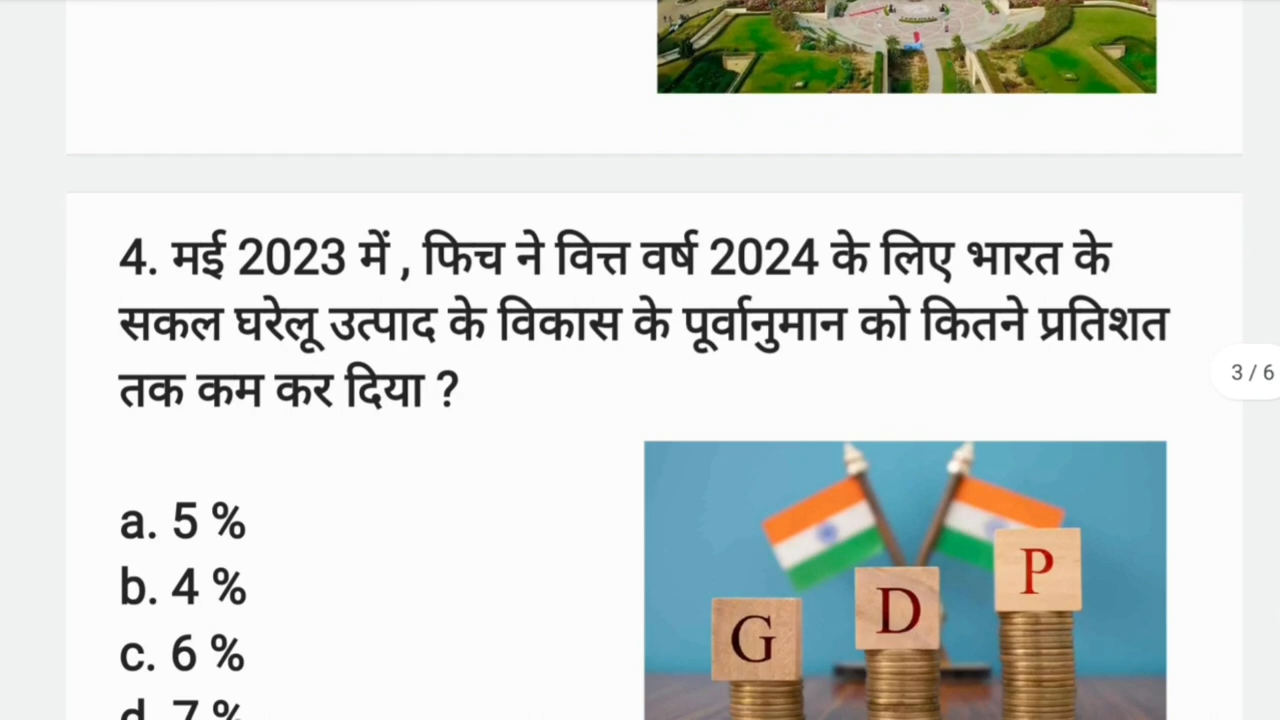 4. मई 2023 में , फिच ने वित्त वर्ष 2024 के लिए भारत के
सकल घरेलू उत्पाद के विकास के पूर्वानुमान को कितने प्रतिशत
तक कम कर दिया ?
3 / 6
a. 5 %
b. 4 %
c. 6 %
d. 7 %
G D P